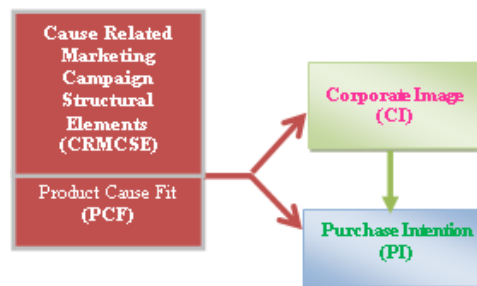 Cause Related
Marketing
Campaign
Structural
Elements
(CRMCSE)
Product Cause Fit
(PCF)
Corporate Image
(CI)
Purchase Intention
(PI)